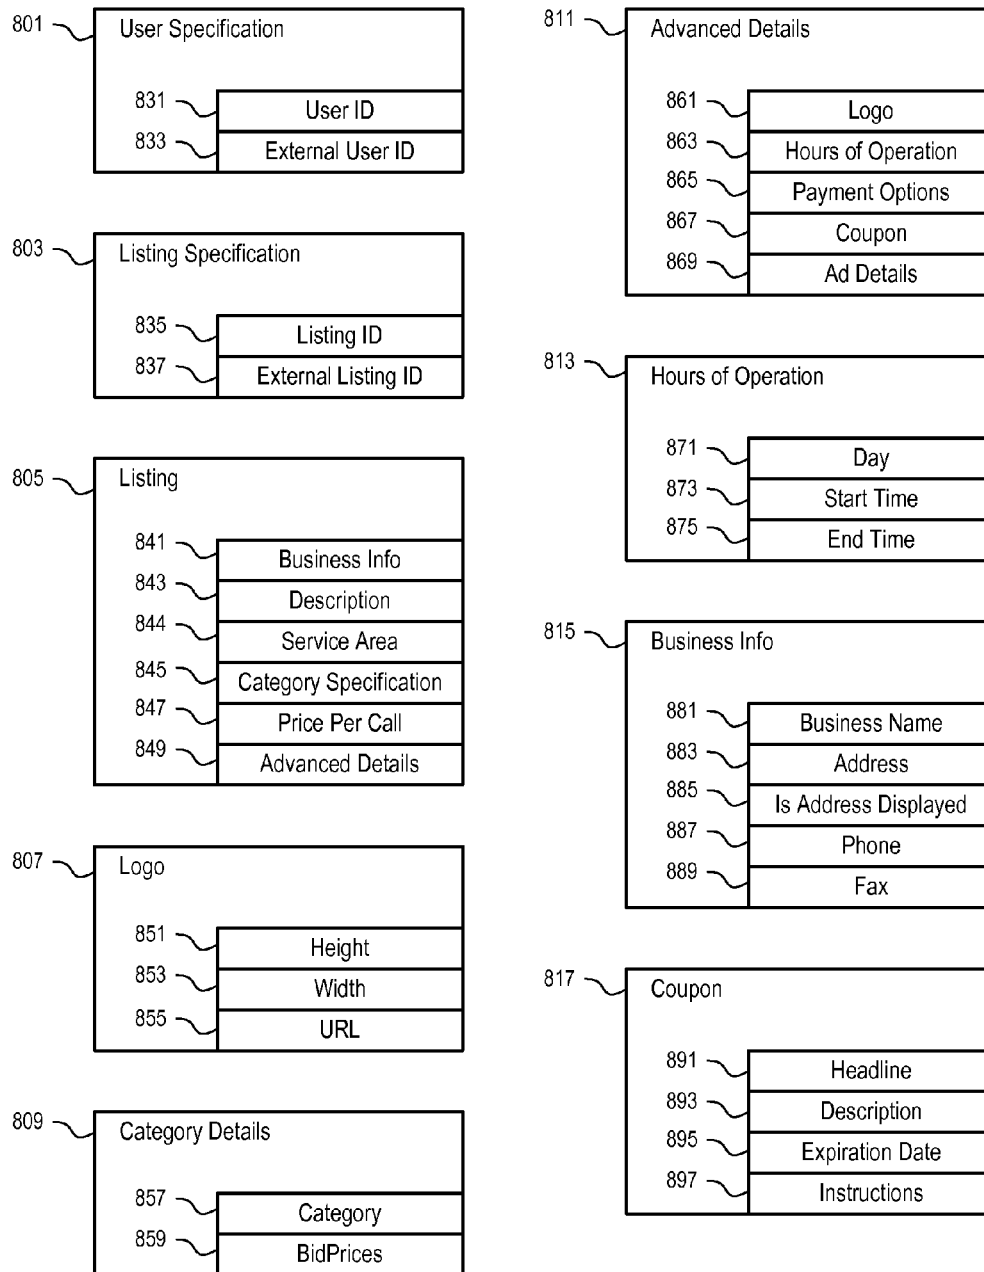 801
User Specification
831
User ID
833
External User ID
803
Listing Specification
835
Listing ID
837
External Listing ID
805
Listing
841
Business Info
843
Description
844
Service Area
845
Category Specification
847
Price Per Call
849
Advanced Details
807
Logo
851
Height
853
Width
855
URL
809
Category Details
857
Category
859
BidPrices
811
Advanced Details
861
Logo
863
Hours of Operation
865
Payment Options
867
Coupon
869
Ad Details
813
Hours of Operation
871
Day
873
Start Time
875
End Time
815
Business Info
881
Business Name
883
Address
885
Is Address Displayed
887
Phone
889
Fax
817
Coupon
891
Headline
893
Description
895
Expiration Date
897
Instructions